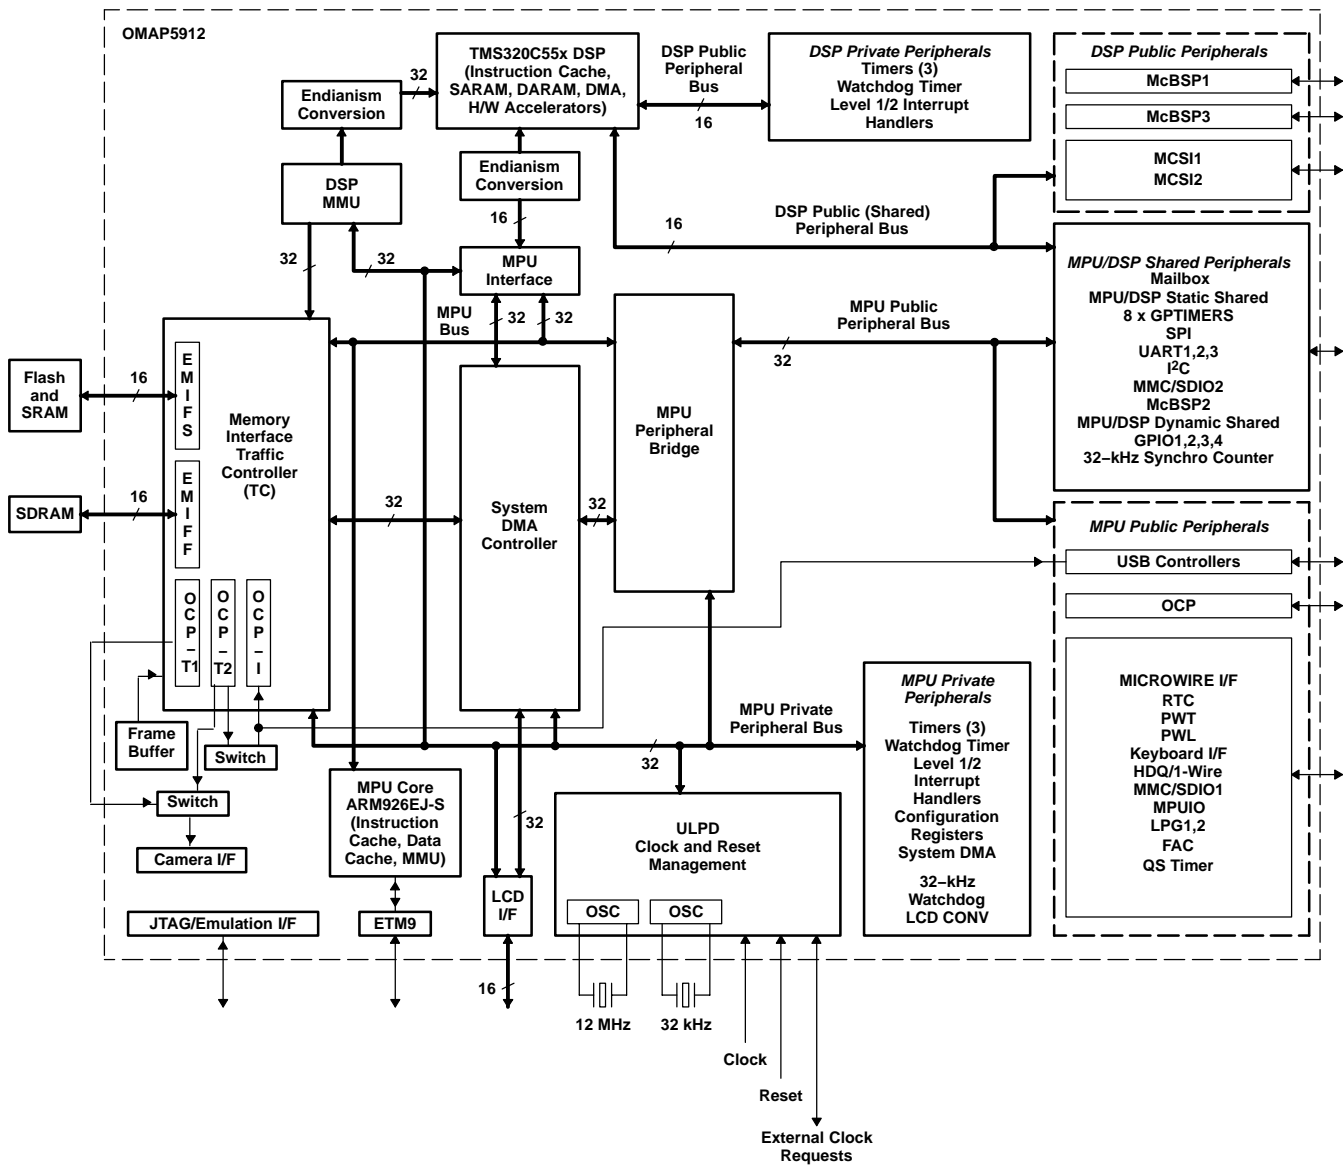 OMAP5912
TMS320C55x DSP
(Instruction Cache,
SARAM, DARAM, DMA,
H/W Accelerators)
32
Endianism
Conversion
DSP Public
Peripheral
Bus
16
DSP Private Peripherals
Timers (3)
Watchdog Timer
Level 1/2 Interrupt
Handlers
DSP Public Peripherals
McBSP1
McBSP3
MCSI1
MCSI2
DSP
MMU
Endianism
Conversion
16
DSP Public (Shared)
Peripheral Bus
16
32
32
MPU
Interface
MPU
Bus
32
32
MPU Public
Peripheral Bus
32
MPU/DSP Shared Peripherals
Mailbox
MPU/DSP Static Shared
8 x GPTIMERS
SPI
UART1,2,3
I2C
MMC/SDIO2
McBSP2
MPU/DSP Dynamic Shared
GPIO1,2,3,4
32–kHz Synchro Counter
Flash
and
SRAM
16
E
M
I
F
S
Memory
Interface
Traffic
Controller
(TC)
MPU
Peripheral
Bridge
SDRAM
16
E
M
I
F
F
32
System
DMA
Controller
32
MPU Public Peripherals
USB Controllers
OCP
O
C
P
–
T1
O
C
P
–
T2
O
C
P
–
I
MICROWIRE I/F
RTC
PWT
PWL
Keyboard I/F
HDQ/1-Wire
MMC/SDIO1
MPUIO
LPG1,2
FAC
QS Timer
Frame
Buffer
Switch
Switch
Camera I/F
MPU Private
Peripheral Bus
32
MPU Private
Peripherals
Timers (3)
Watchdog Timer
Level 1/2
Interrupt
Handlers
Configuration
Registers
System DMA
32–kHz
Watchdog
LCD CONV
MPU Core
ARM926EJ-S
(Instruction
Cache, Data
Cache, MMU)
32
ULPD
Clock and Reset
Management
OSC
OSC
LCD
I/F
JTAG/Emulation I/F
ETM9
16
12 MHz
32 kHz
Clock
Reset
External Clock
Requests